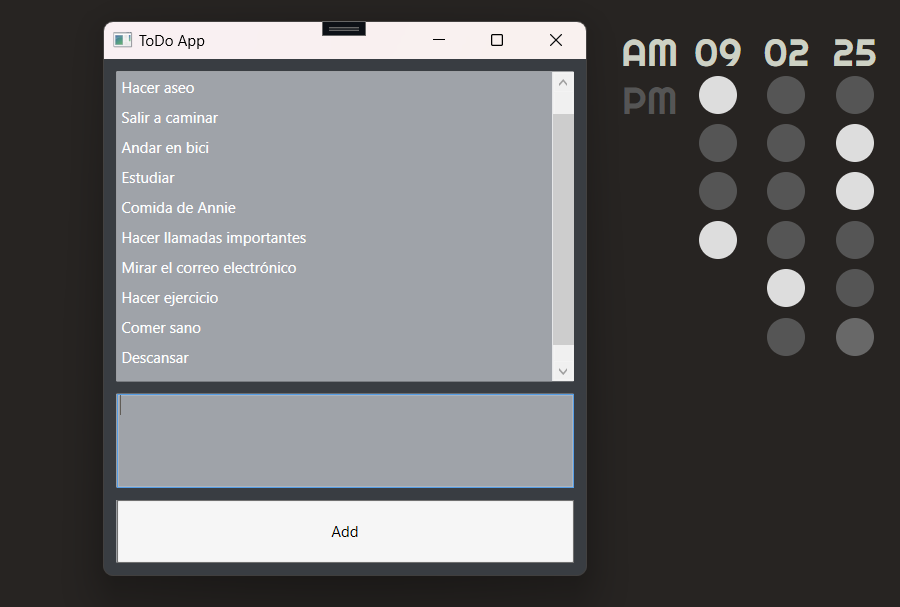 ToDo App
Hacer aseo
Salir a caminar
Andar en bici
Estudiar
Comida de Annie
Hacer llamadas importantes
Mirar el correo electrónico
Hacer ejercicio
Comer sano
Descansar
Add
AM 09 02 25
PM